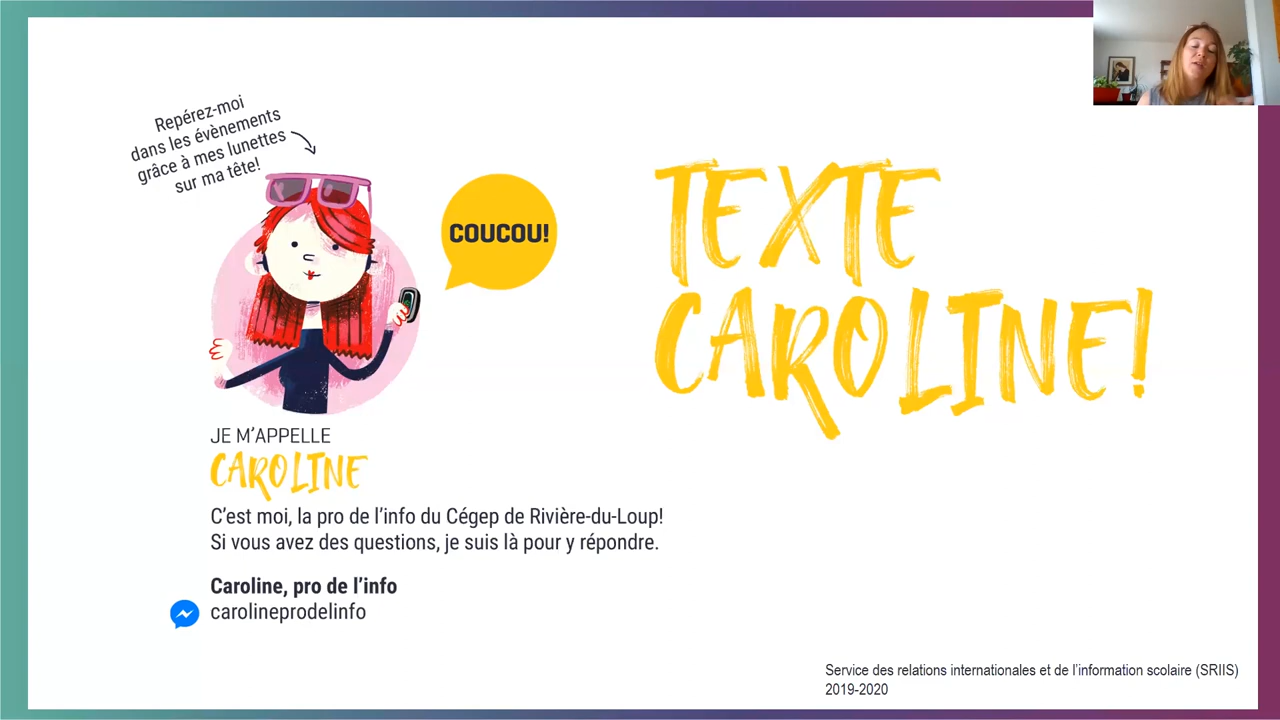 Repérez-moi
dans les évènements
grâce à mes lunettes
sur ma tête!
COUCOU!
TEXTE
CAROLINE!
JE M'APPELLE
CAROLINE
C'est moi, la pro de l'info du Cégep de Rivière-du-Loup!
Si vous avez des questions, je suis là pour y répondre.
Caroline, pro de l'info
carolineprodelinfo
Service des relations internationales et de l'information scolaire (SRIIS)
2019-2020